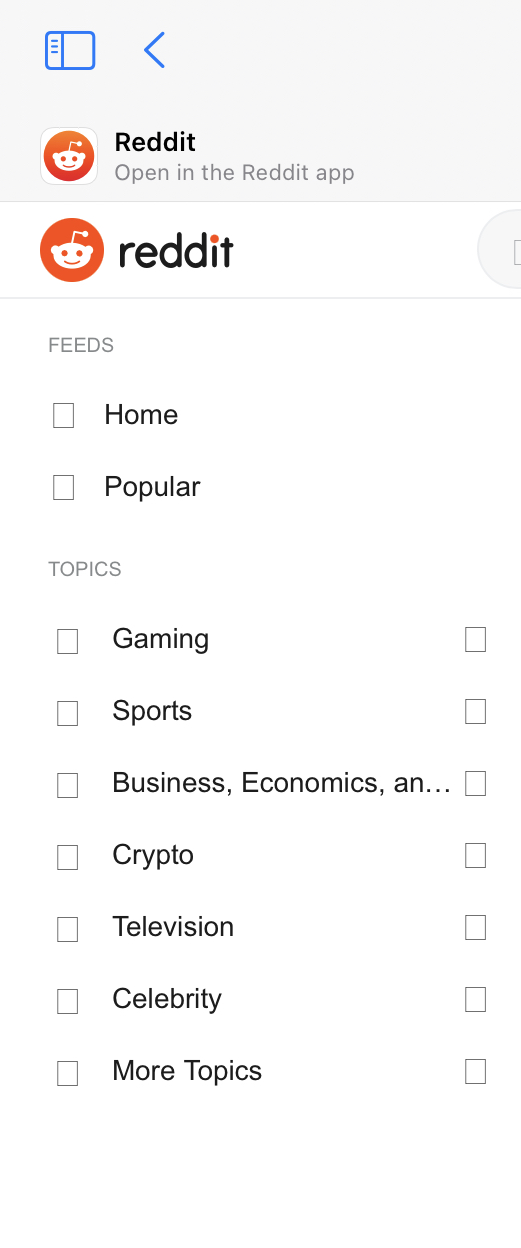 Reddit
Open in the Reddit app
reddit
FEEDS
Home
Popular
TOPICS
Gaming
Sports
Business, Economics, an…
Crypto
Television
Celebrity
More Topics